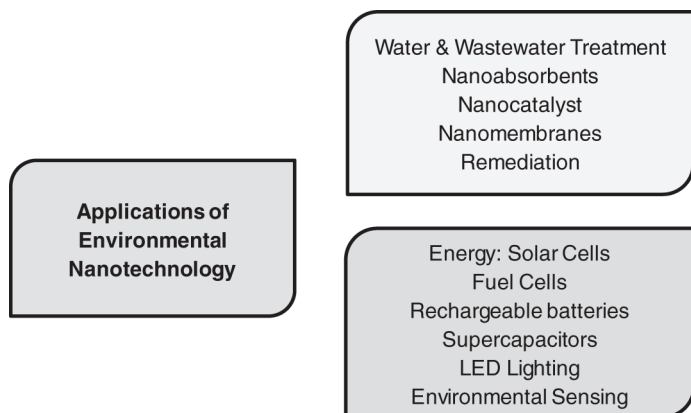 Applications of
Environmental
Nanotechnology
Water & Wastewater Treatment
Nanoabsorbents
Nanocatalyst
Nanomembranes
Remediation
Energy: Solar Cells
Fuel Cells
Rechargeable batteries
Supercapacitors
LED Lighting
Environmental Sensing